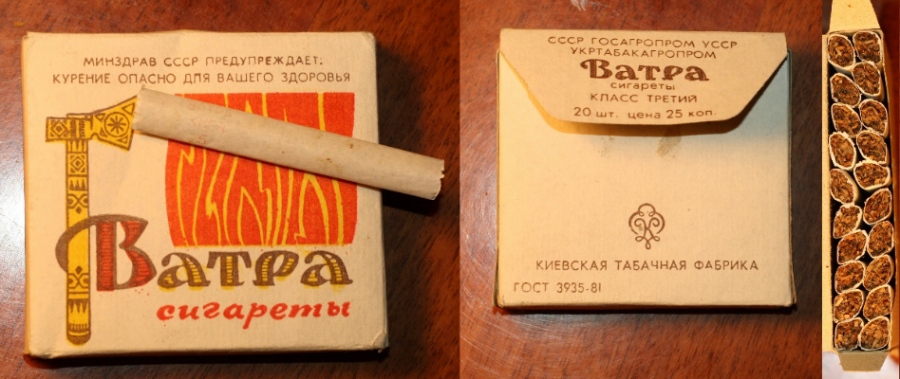 МИНЗДРАВ СССР ПРЕДУПРЕЖДАЕТ:
КУРЕНИЕ ОПАСНО ДЛЯ ВАШЕГО ЗДОРОВЬЯ
Ватра
сигареты
СССР ГОСАГРОПРОМ УССР
УКРТАБАКАГРОПРОМ
Ватра
сигареты
КЛАСС ТРЕТИЙ
20 шт. цена 25 коп.
КИЕВСКАЯ ТАБАЧНАЯ ФАБРИКА
ГОСТ 3935-81